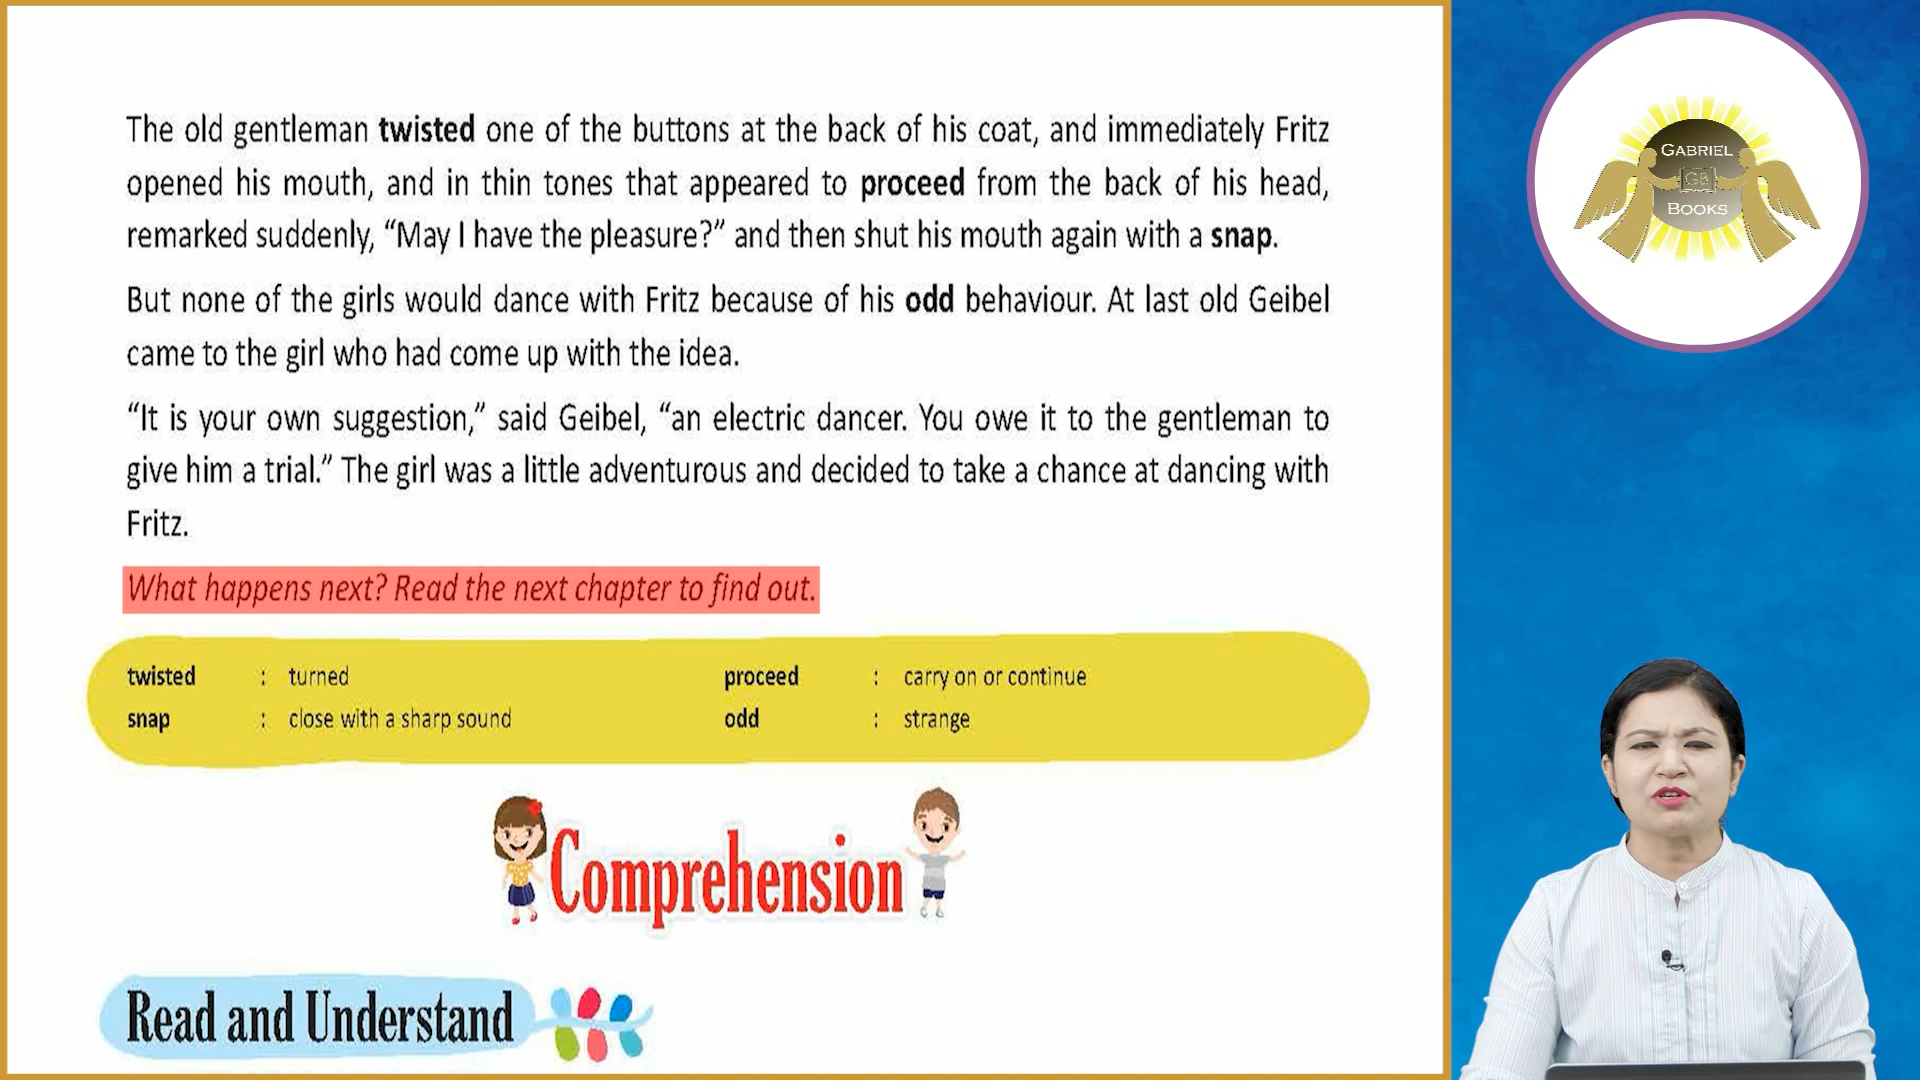 The old gentleman twisted one of the buttons at the back of his coat, and immediately Fritz
opened his mouth, and in thin tones that appeared to proceed from the back of his head,
remarked suddenly, “May I have the pleasure?” and then shut his mouth again with a snap.
But none of the girls would dance with Fritz because of his odd behaviour. At last old Geibel
came to the girl who had come up with the idea.
“It is your own suggestion,” said Geibel, “an electric dancer. You owe it to the gentleman to
give him a trial.” The girl was a little adventurous and decided to take a chance at dancing with
Fritz.
What happens next? Read the next chapter to find out.
twisted : turned proceed : carry on or continue
snap : close with a sharp sound odd : strange
Comprehension
Read and Understand
GABRIEL
GB
BOOKS